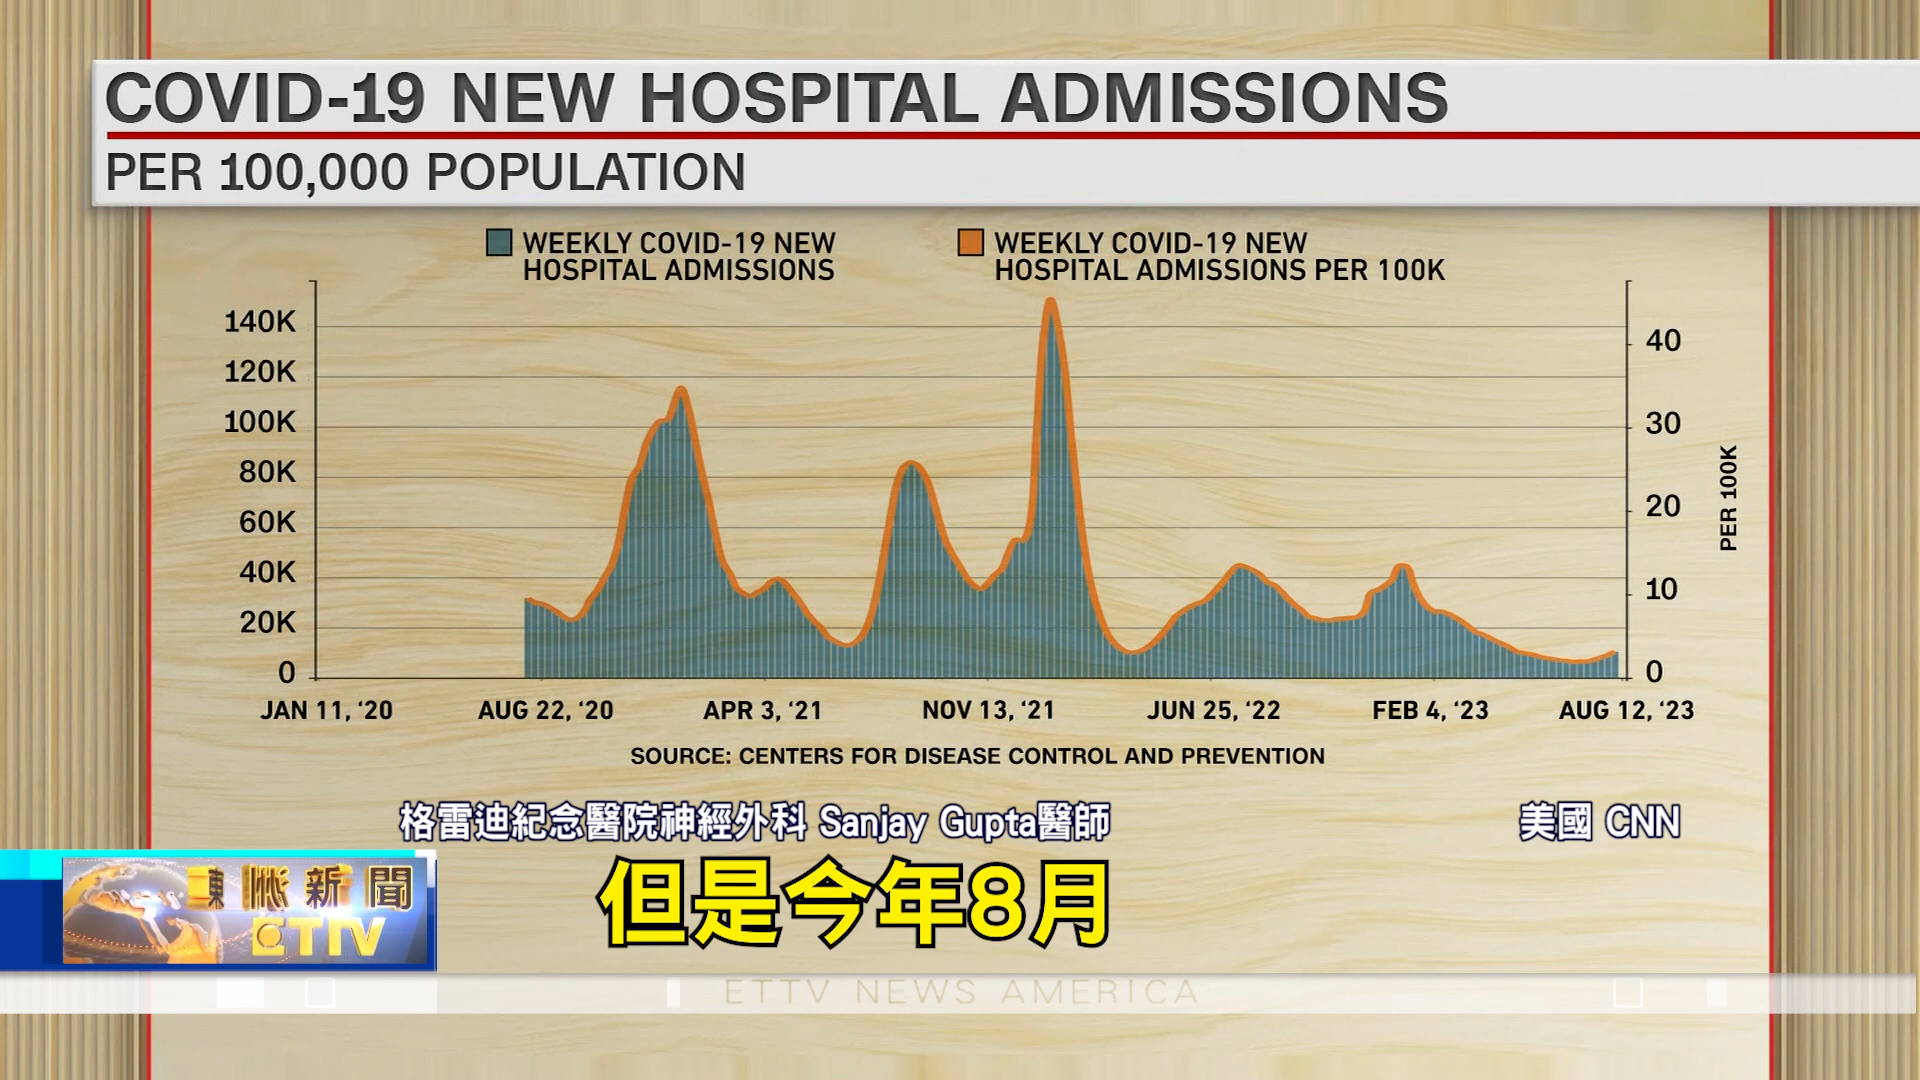 COVID-19 NEW HOSPITAL ADMISSIONS
PER 100,000 POPULATION
WEEKLY COVID-19 NEW
HOSPITAL ADMISSIONS
WEEKLY COVID-19 NEW
HOSPITAL ADMISSIONS PER 100K
140K
120K
100K
80K
60K
40K
20K
0
40
30
20
10
0
PER 100K
JAN 11, ‘20
AUG 22, ‘20
APR 3, ‘21
NOV 13, ‘21
JUN 25, ‘22
FEB 4, ‘23
AUG 12, ‘23
SOURCE: CENTERS FOR DISEASE CONTROL AND PREVENTION
格雷迪紀念醫院神經外科 Sanjay Gupta醫師
美國 CNN
但是今年8月
新聞
ETTV
ETTV NEWS AMERICA